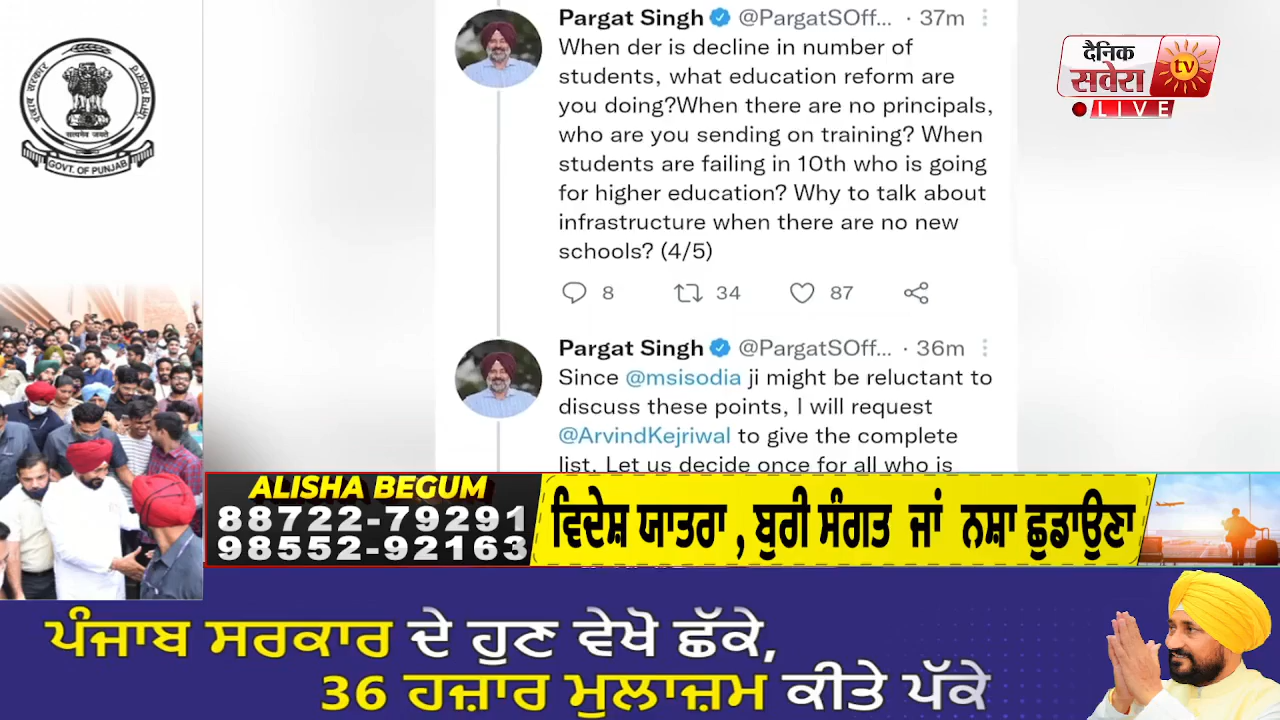 Pargat Singh @PargatSOff... · 37m
When der is decline in number of
students, what education reform are
you doing?When there are no principals,
who are you sending on training? When
students are failing in 10th who is going
for higher education? Why to talk about
infrastructure when there are no new
schools? (4/5)
8 34 87
Pargat Singh @PargatSOff... · 36m
Since @msisodia ji might be reluctant to
discuss these points, I will request
@ArvindKejriwal to give the complete
list. Let us decide once for all who is
दैनिक
सवेरा tv
LIVE
ਪੰਜਾਬ ਸਰਕਾਰ
सत्यमेव जयते
GOVT. OF PUNJAB
ALISHA BEGUM
88722-79291
98552-92163
ਵਿਦੇਸ਼ ਯਾਤਰਾ , ਬੁਰੀ ਸੰਗਤ ਜਾਂ ਨਸ਼ਾ ਛੁਡਾਉਣਾ
ਪੰਜਾਬ ਸਰਕਾਰ ਦੇ ਹੁਣ ਵੇਖੋ ਛੱਕੇ,
36 ਹਜ਼ਾਰ ਮੁਲਾਜ਼ਮ ਕੀਤੇ ਪੱਕੇ